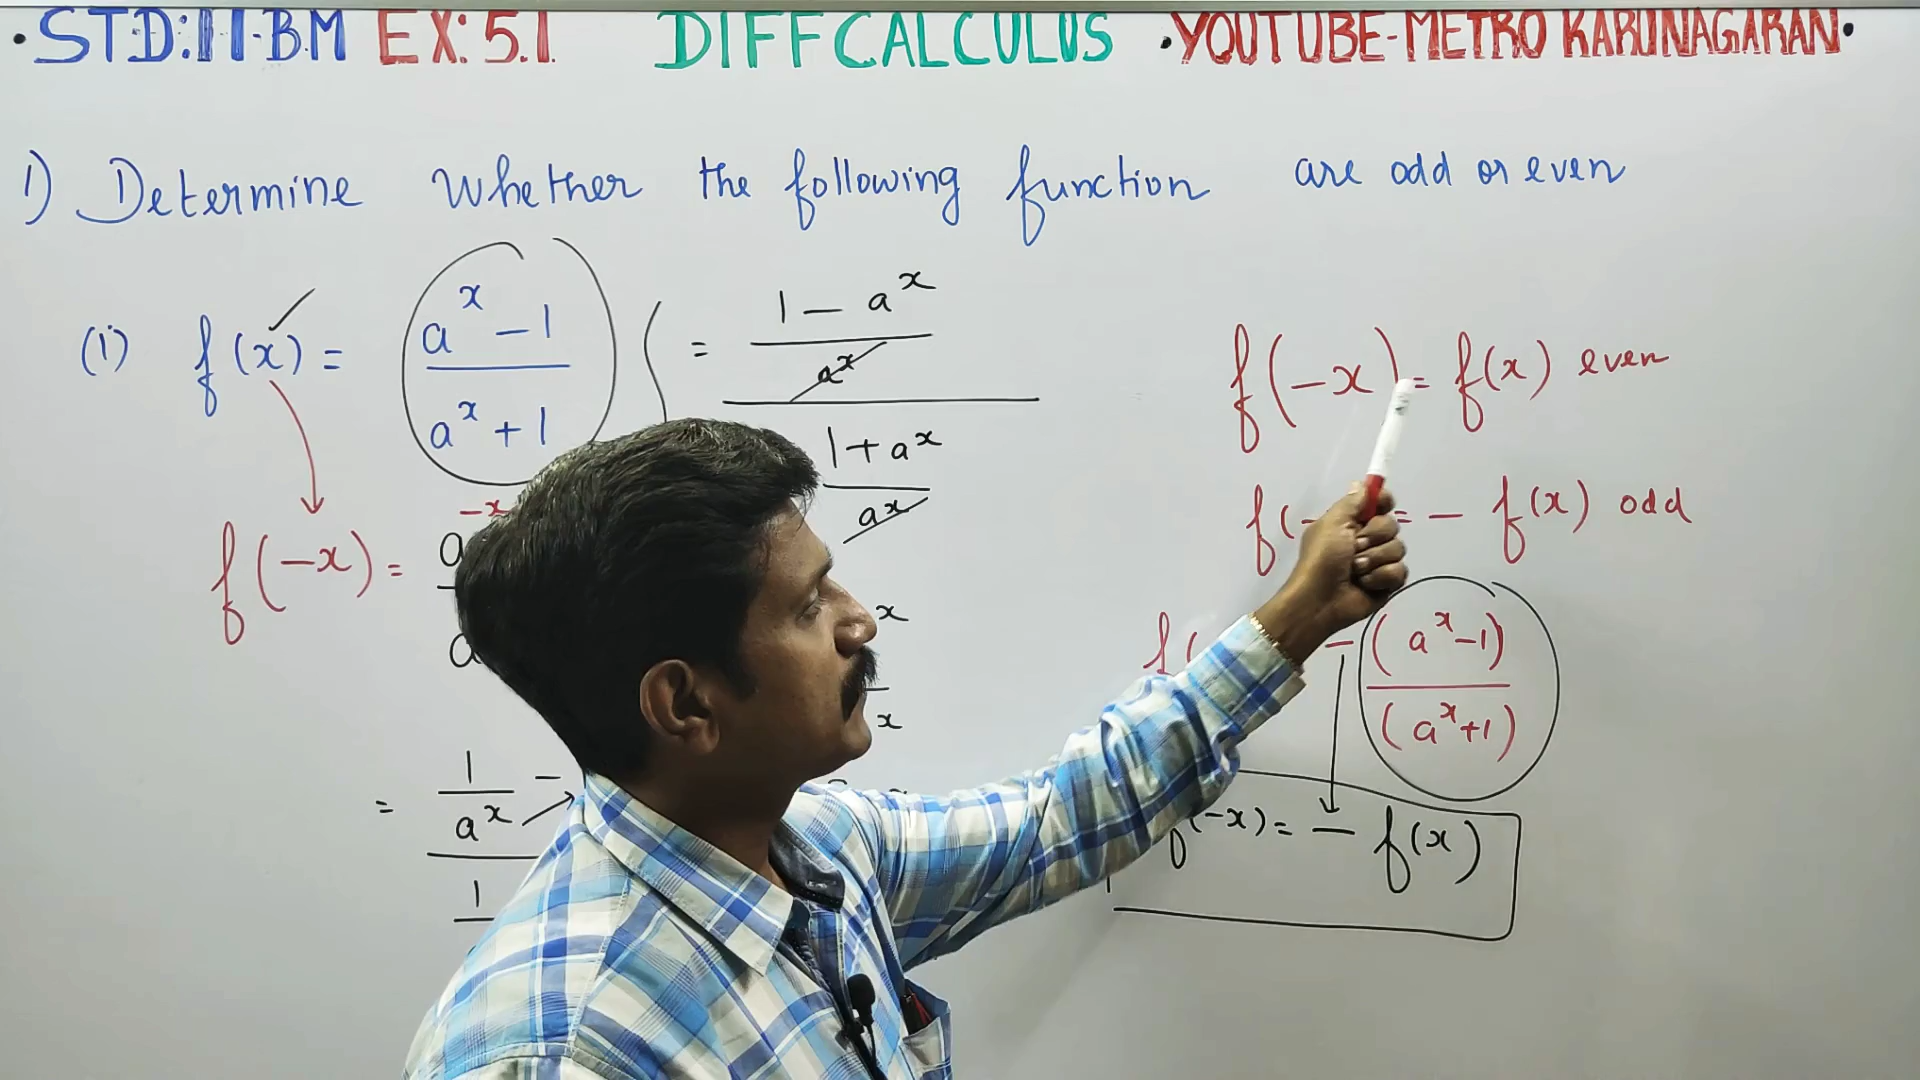 • STD:11-BM EX: 5.1 DIFF CALCULUS • YOUTUBE-METRO KARUNAGARAN •
1) Determine whether the following function are odd or even
(i) f(x) = a^x - 1 / a^x + 1 = 1 - a^x / a^x
1 + a^x / a^x
f(-x) = f(x) even
f(- = - f(x) odd
f(-x) = a^-x
a
x
x
= 1 / a^x -
1
f( - (a^x - 1) / (a^x + 1)
f(-x) = - f(x)